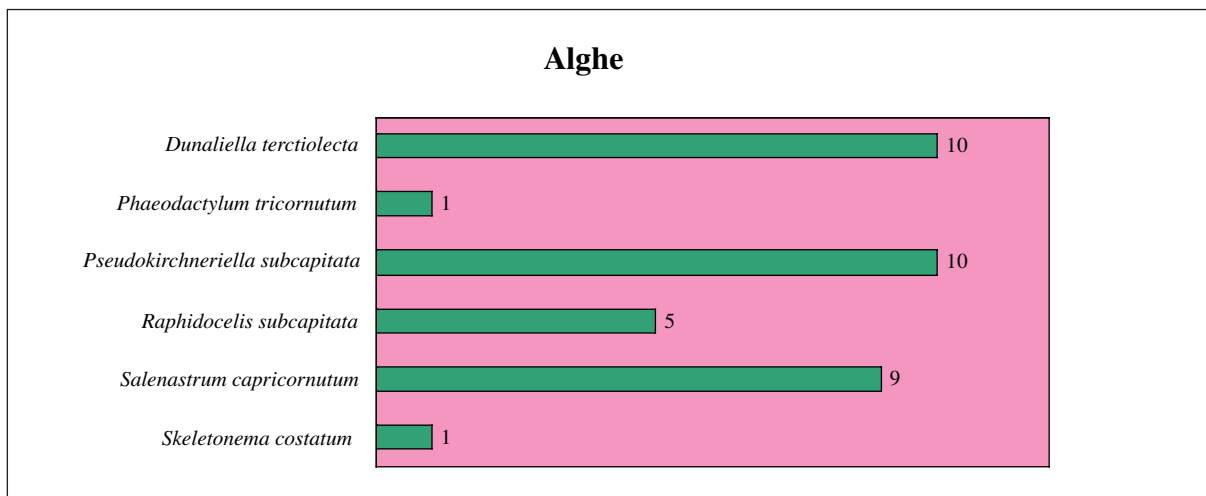 Alghe
Dunaliella terctiolecta 10
Phaeodactylum tricornutum 1
Pseudokirchneriella subcapitata 10
Raphidocelis subcapitata 5
Salenastrum capricornutum 9
Skeletonema costatum 1